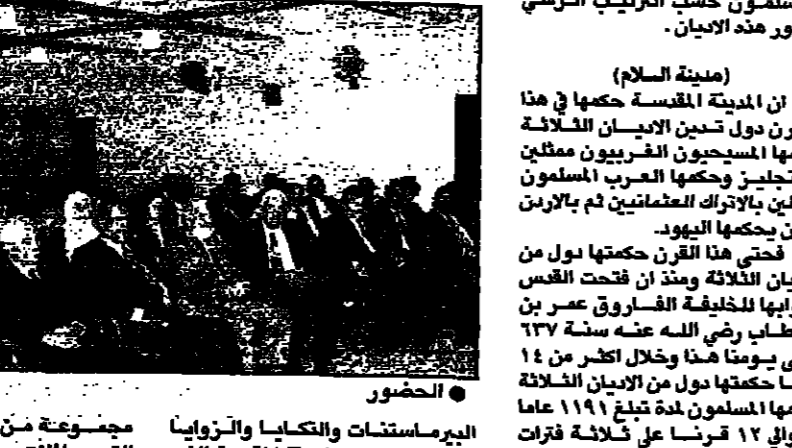 سلمون حسب الترتيب الزمني
ور هذه الاديان .
(مدينة السلام)
ان المدينة المقدسة حكمها في هذا
رن دول تدين الاديان الثلاثة
مها المسيحيون الغربيون ممثلين
نجليز وحكمها العرب المسلمون
لين بالاتراك العثمانيين ثم بالاردن
ن يحكمها اليهود.
فحتى هذا القرن حكمتها دول من
يان الثلاثة ومنذ ان فتحت القدس
وابها للخليفة الفاروق عمر بن
طاب رضي الله عنه سنة ٦٣٧
ى يومنا هذا وخلال اكثر من ١٤
ا حكمتها دول من الاديان الثلاثة
مها المسلمون لمدة تبلغ ١١٩١ عاما
والي ١٢ قرنا على ثلاثة فترات
● الحضور
البيرماستنات والتكايا والزوايا
مجموعة من